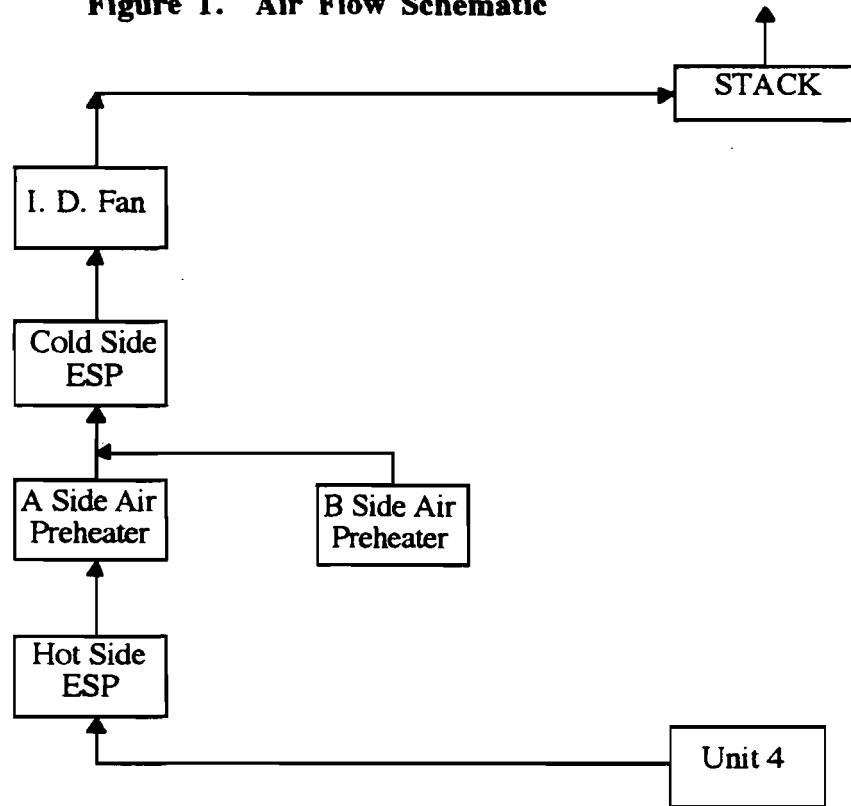 Figure 1. Air Flow Schematic
STACK
I. D. Fan
Cold Side
ESP
A Side Air
Preheater
B Side Air
Preheater
Hot Side
ESP
Unit 4